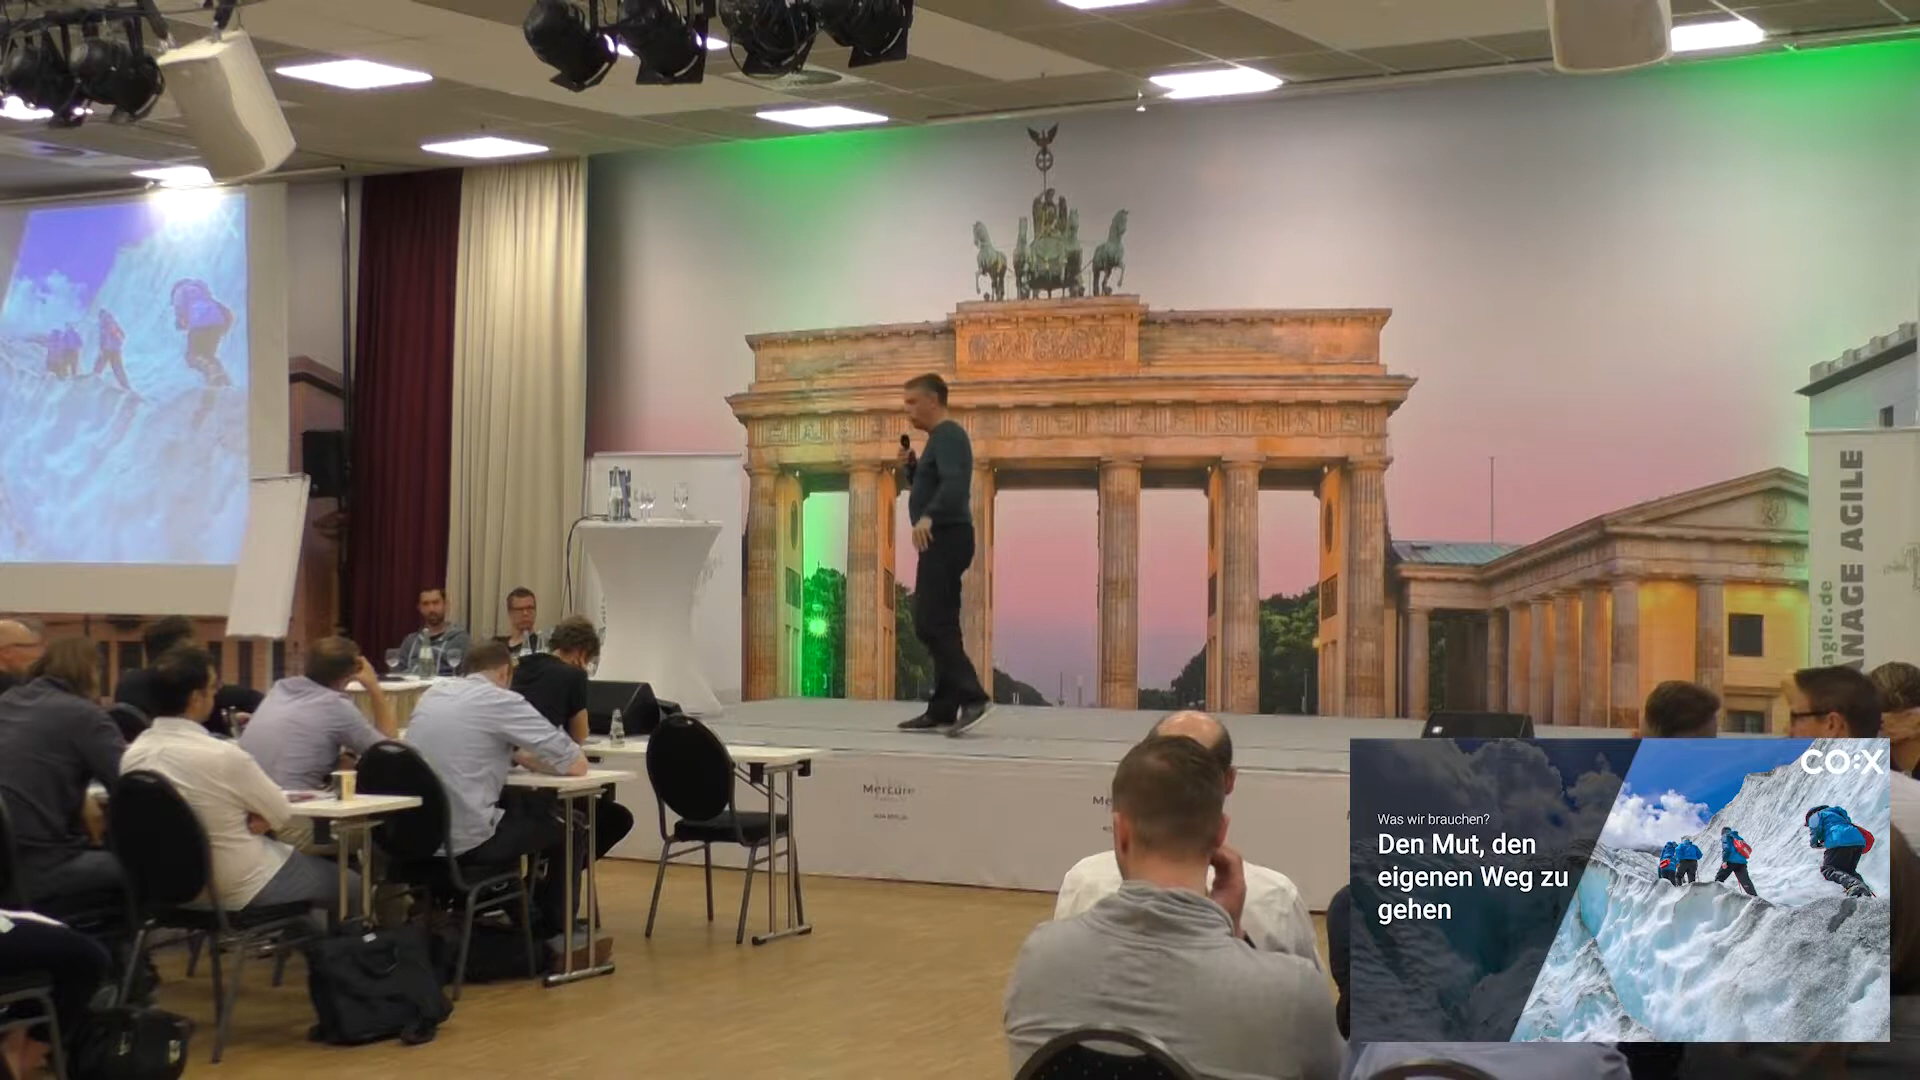 agile.de
MANAGE AGILE
Mercure
CO:X
Was wir brauchen?
Den Mut, den
eigenen Weg zu
gehen